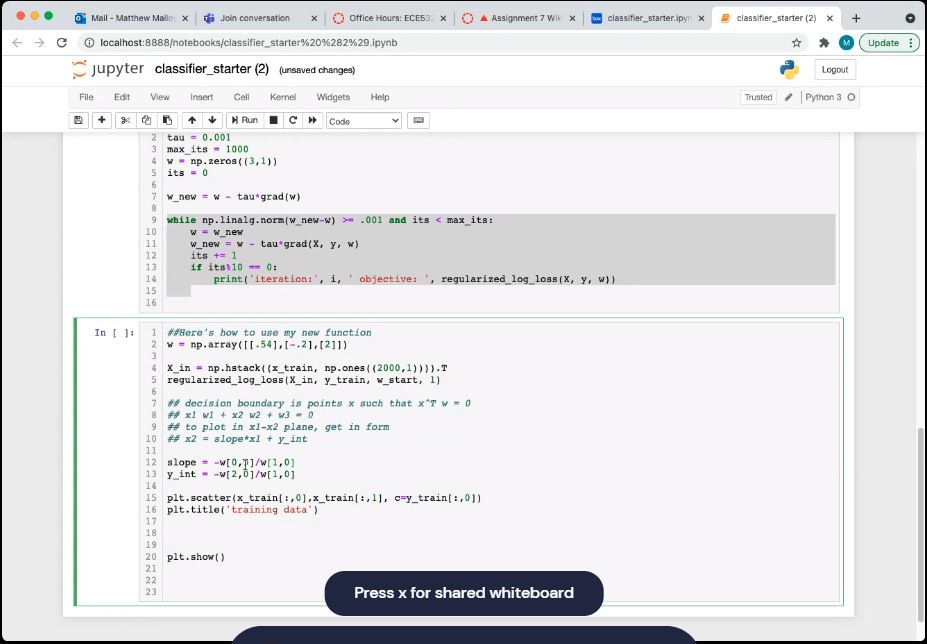 Mail - Matthew Malloy
Join conversation
Office Hours: ECE532
Assignment 7 Wiki
box
classifier_starter.ipyn
classifier_starter (2)
localhost:8888/notebooks/classifier_starter%20%282%29.ipynb
M
Update
jupyter classifier_starter (2) (unsaved changes)
Logout
File Edit View Insert Cell Kernel Widgets Help
Trusted
Python 3
Run
Code
2 tau = 0.001
3 max_its = 1000
4 w = np.zeros((3,1))
5 its = 0
6
7 w_new = w - tau*grad(w)
8
9 while np.linalg.norm(w_new-w) >= .001 and its < max_its:
10 w = w_new
11 w_new = w - tau*grad(X, y, w)
12 its += 1
13 if its%10 == 0:
14 print('iteration:', i, ' objective: ', regularized_log_loss(X, y, w))
15
16
In [ ]:
1 ##Here's how to use my new function
2 w = np.array([[.54],[-.2],[2]])
3
4 X_in = np.hstack((x_train, np.ones((2000,1)))).T
5 regularized_log_loss(X_in, y_train, w_start, 1)
6
7 ## decision boundary is points x such that x^T w = 0
8 ## x1 w1 + x2 w2 + w3 = 0
9 ## to plot in x1-x2 plane, get in form
10 ## x2 = slope*x1 + y_int
11
12 slope = -w[0,0]/w[1,0]
13 y_int = -w[2,0]/w[1,0]
14
15 plt.scatter(x_train[:,0],x_train[:,1], c=y_train[:,0])
16 plt.title('training data')
17
18
19
20 plt.show()
21
22
23
Press x for shared whiteboard